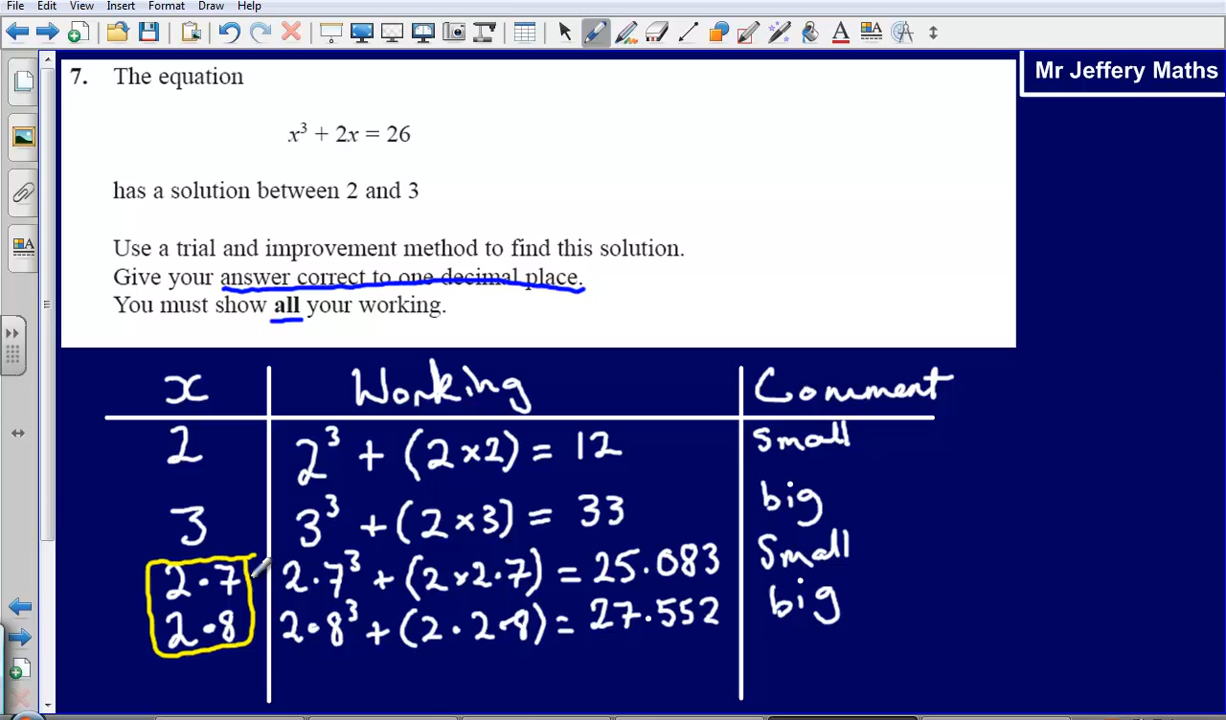 File Edit View Insert Format Draw Help
Mr Jeffery Maths
7. The equation
x³ + 2x = 26
has a solution between 2 and 3
Use a trial and improvement method to find this solution.
Give your answer correct to one decimal place.
You must show all your working.
x Working Comment
2 2³ + (2×2) = 12 small
3 3³ + (2×3) = 33 big
2.7 2.7³ + (2×2.7) = 25.083 Small
2.8 2.8³ + (2.2.8) = 27.552 big